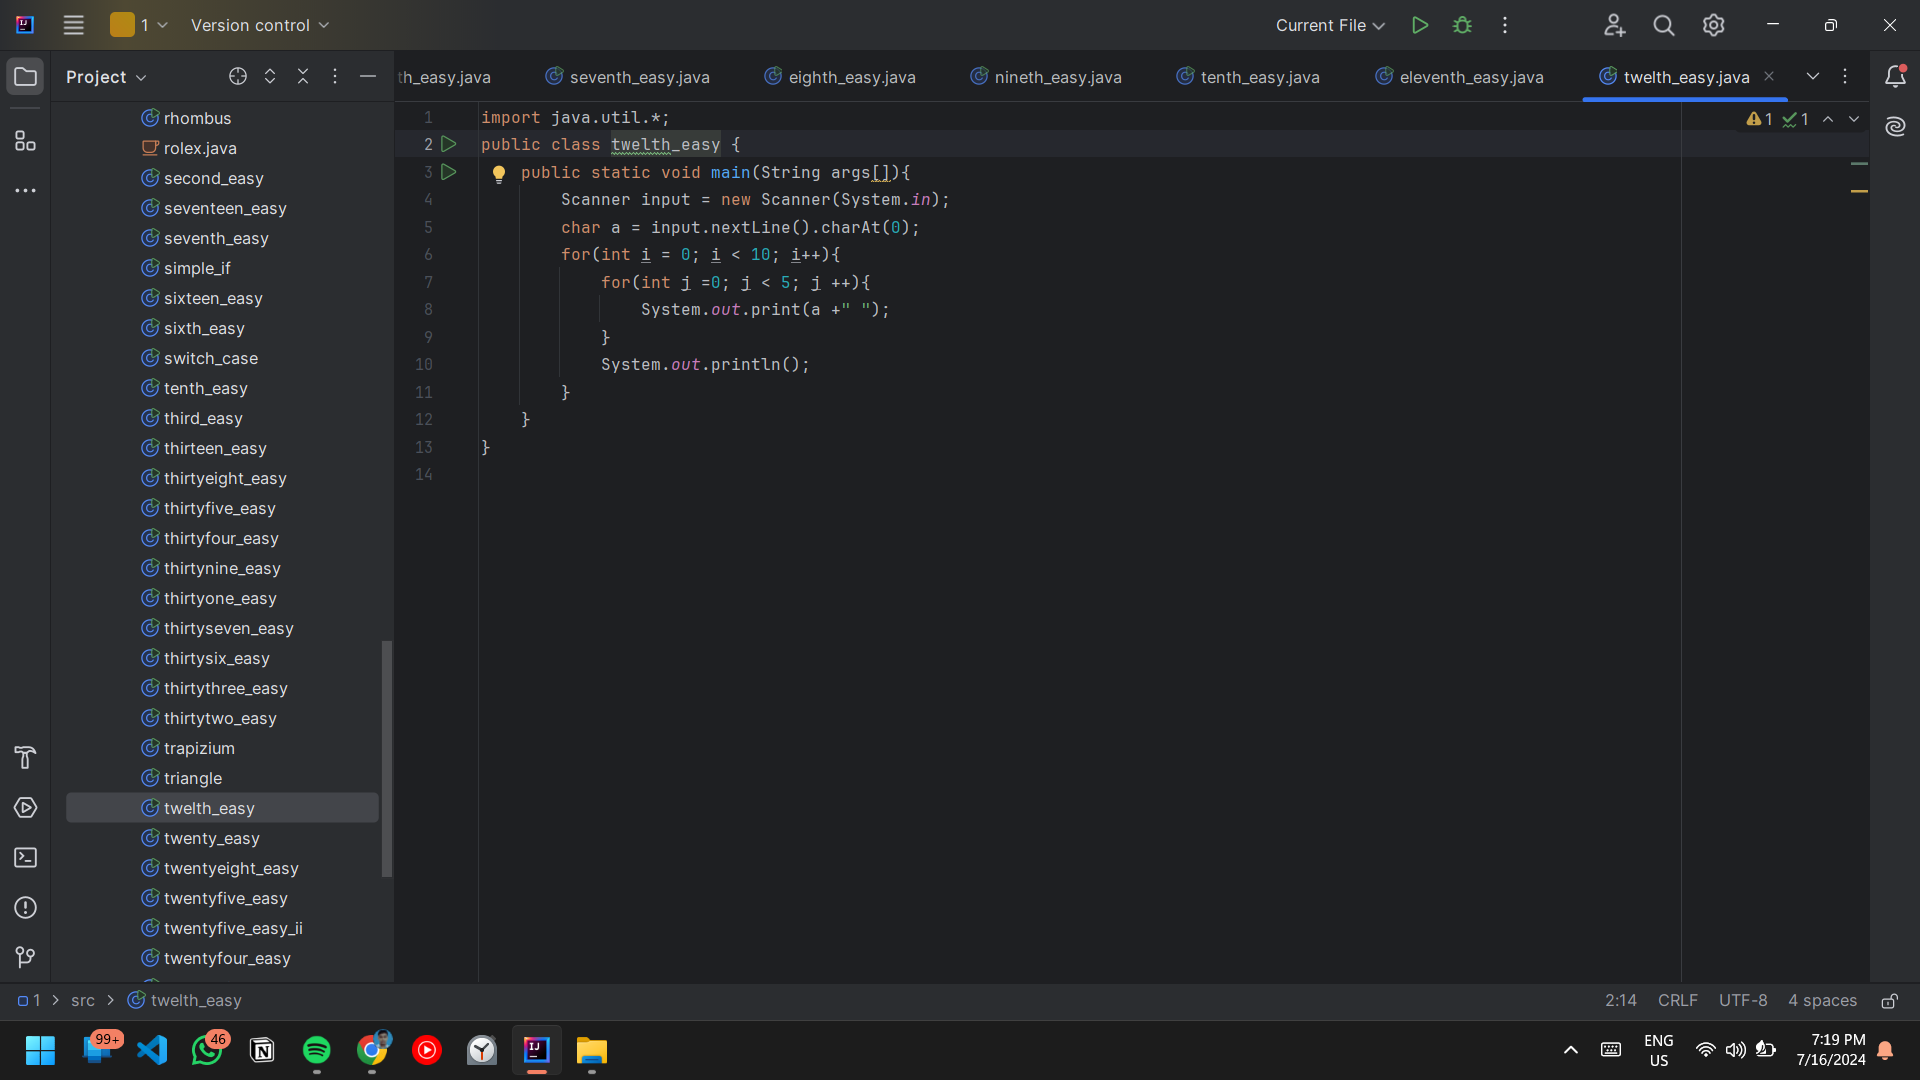 1 Version control Current File
Project
th_easy.java seventh_easy.java eighth_easy.java nineth_easy.java tenth_easy.java eleventh_easy.java twelth_easy.java
rhombus
rolex.java
second_easy
seventeen_easy
seventh_easy
simple_if
sixteen_easy
sixth_easy
switch_case
tenth_easy
third_easy
thirteen_easy
thirtyeight_easy
thirtyfive_easy
thirtyfour_easy
thirtynine_easy
thirtyone_easy
thirtyseven_easy
thirtysix_easy
thirtythree_easy
thirtytwo_easy
trapizium
triangle
twelth_easy
twenty_easy
twentyeight_easy
twentyfive_easy
twentyfive_easy_ii
twentyfour_easy
1 import java.util.*;
2 public class twelth_easy {
3 public static void main(String args[]){
4 Scanner input = new Scanner(System.in);
5 char a = input.nextLine().charAt(0);
6 for(int i = 0; i < 10; i++){
7 for(int j =0; j < 5; j ++){
8 System.out.print(a +" ");
9 }
10 System.out.println();
11 }
12 }
13 }
14
1 1
1 > src > twelth_easy
2:14 CRLF UTF-8 4 spaces
99+ 46
ENG
US
7:19 PM
7/16/2024